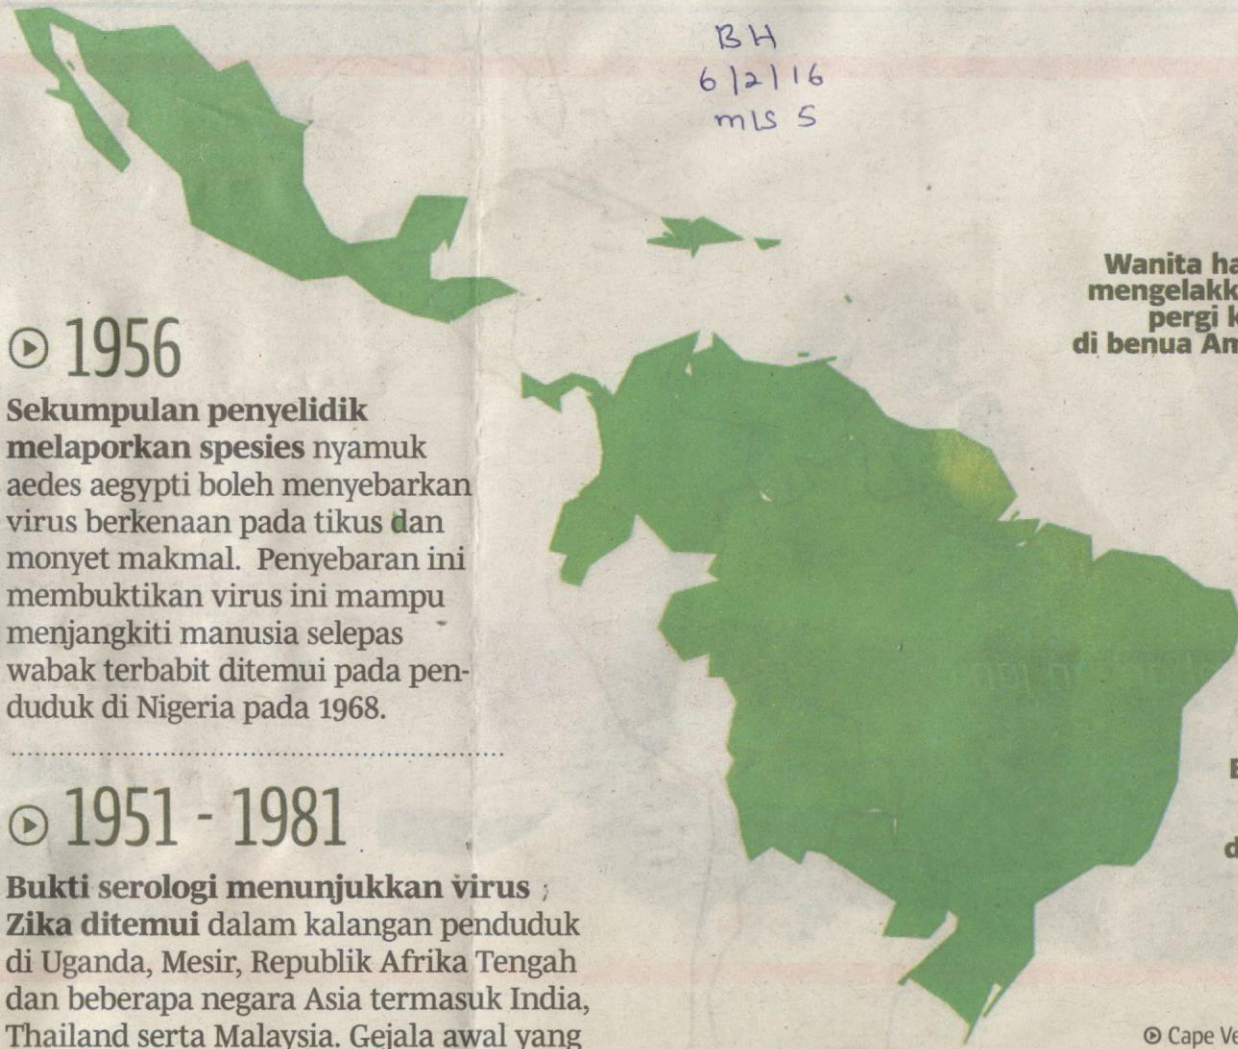 BH
6/2/16
m/s 5
1956
Sekumpulan penyelidik
melaporkan spesies nyamuk
aedes aegypti boleh menyebarkan
virus berkenaan pada tikus dan
monyet makmal. Penyebaran ini
membuktikan virus ini mampu
menjangkiti manusia selepas
wabak terbabit ditemui pada pen-
duduk di Nigeria pada 1968.
1951 - 1981
Bukti serologi menunjukkan virus
Zika ditemui dalam kalangan penduduk
di Uganda, Mesir, Republik Afrika Tengah
dan beberapa negara Asia termasuk India,
Thailand serta Malaysia. Gejala awal yang
Wanita ha
mengelakk
pergi k
di benua Am
Cape Ve